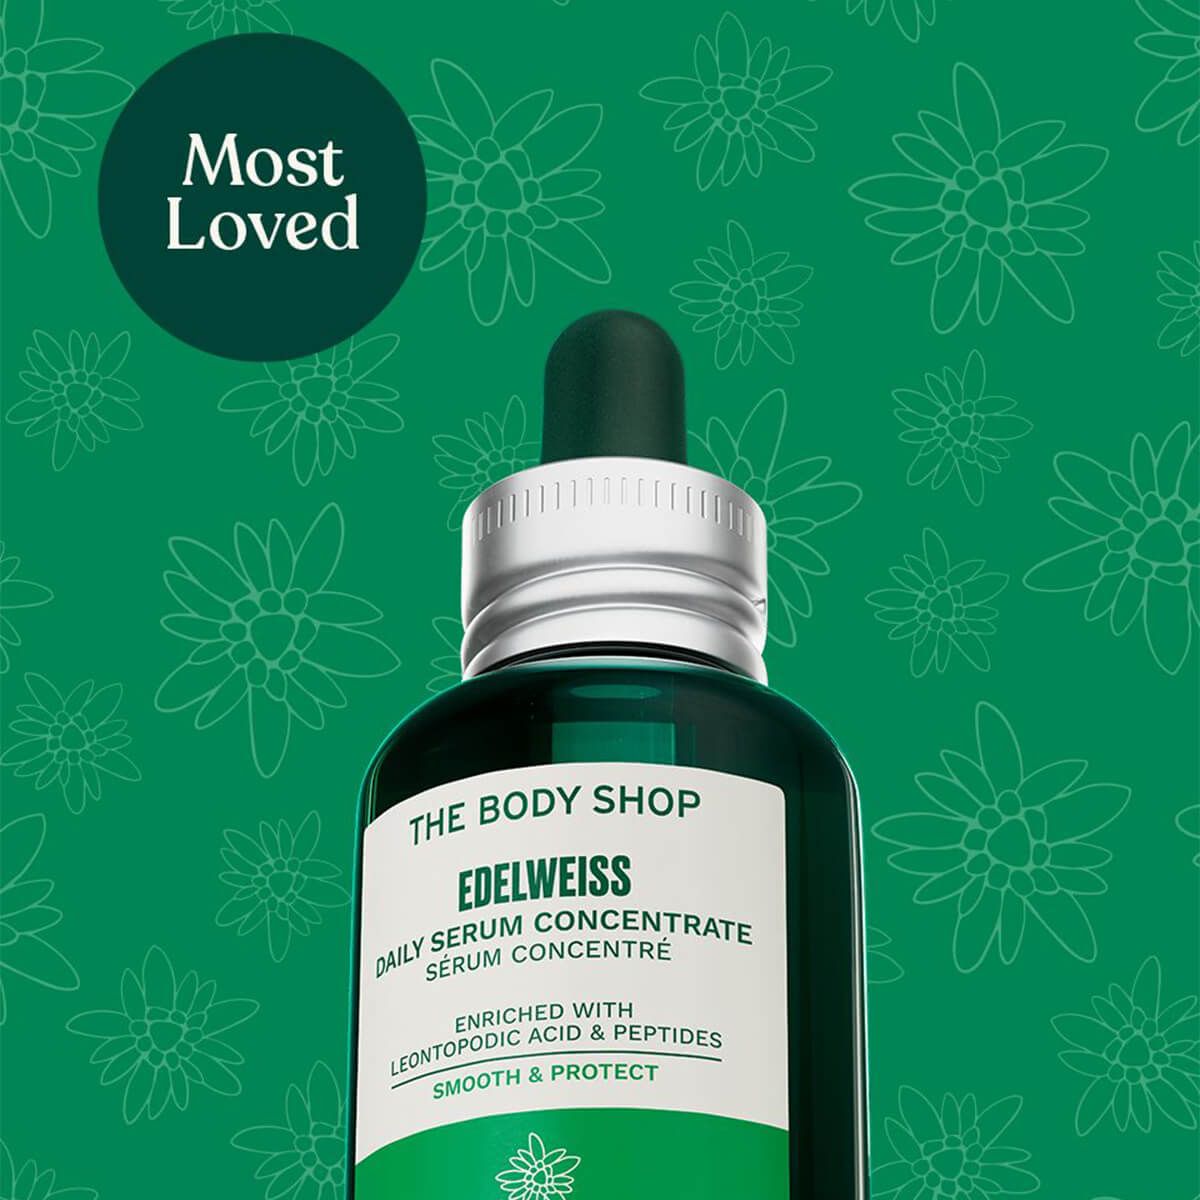 Most
Loved
THE BODY SHOP
EDELWEISS
DAILY SERUM CONCENTRATE
SÉRUM CONCENTRÉ
ENRICHED WITH
LEONTOPODIC ACID & PEPTIDES
SMOOTH & PROTECT